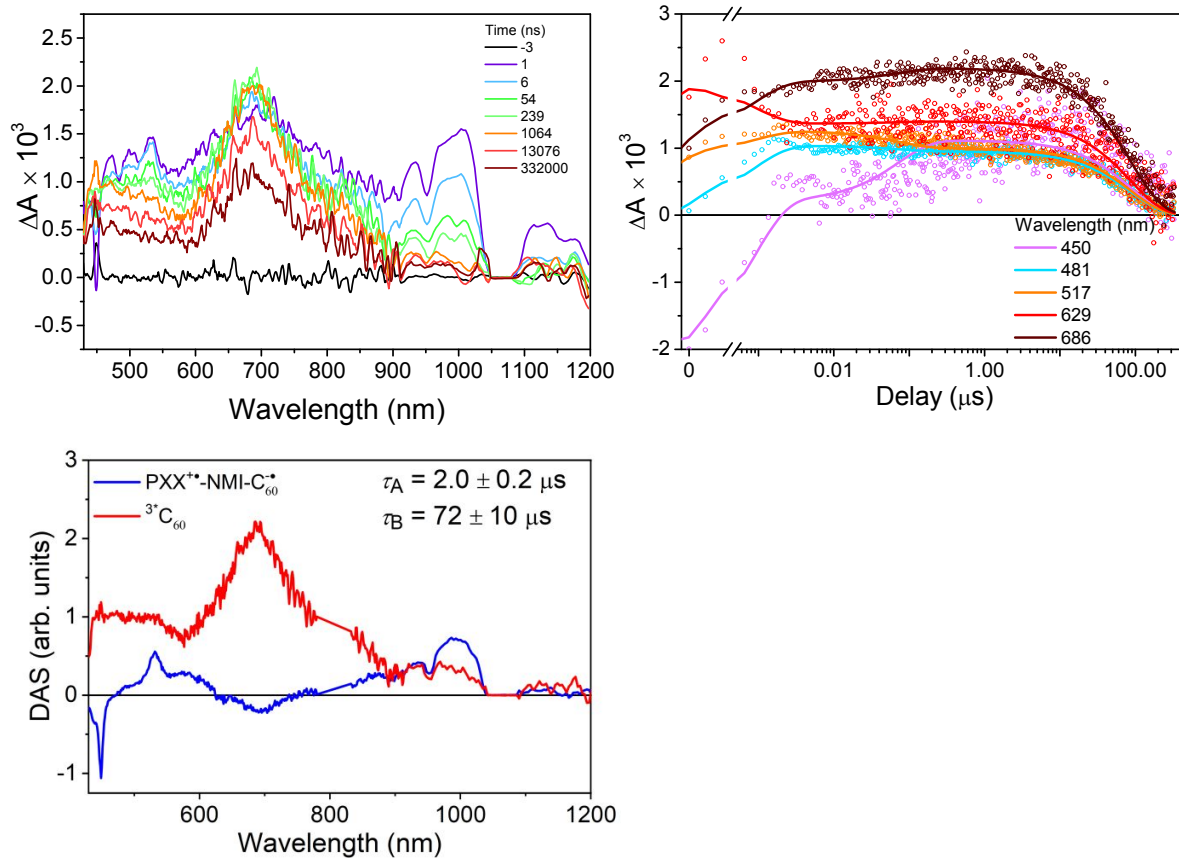 ΔA × 10³
2.5
2.0
1.5
1.0
0.5
0.0
-0.5
Time (ns)
-3
1
6
54
239
1064
13076
332000
500 600 700 800 900 1000 1100 1200
Wavelength (nm)
ΔA × 10³
3
2
1
0
-1
-2
Wavelength (nm)
450
481
517
629
686
0 0.01 1.00 100.00
Delay (μs)
DAS (arb. units)
3
2
1
0
-1
PXX⁺•-NMI-C₆₀⁻•
³*C₆₀
τA = 2.0 ± 0.2 μs
τB = 72 ± 10 μs
600 800 1000 1200
Wavelength (nm)